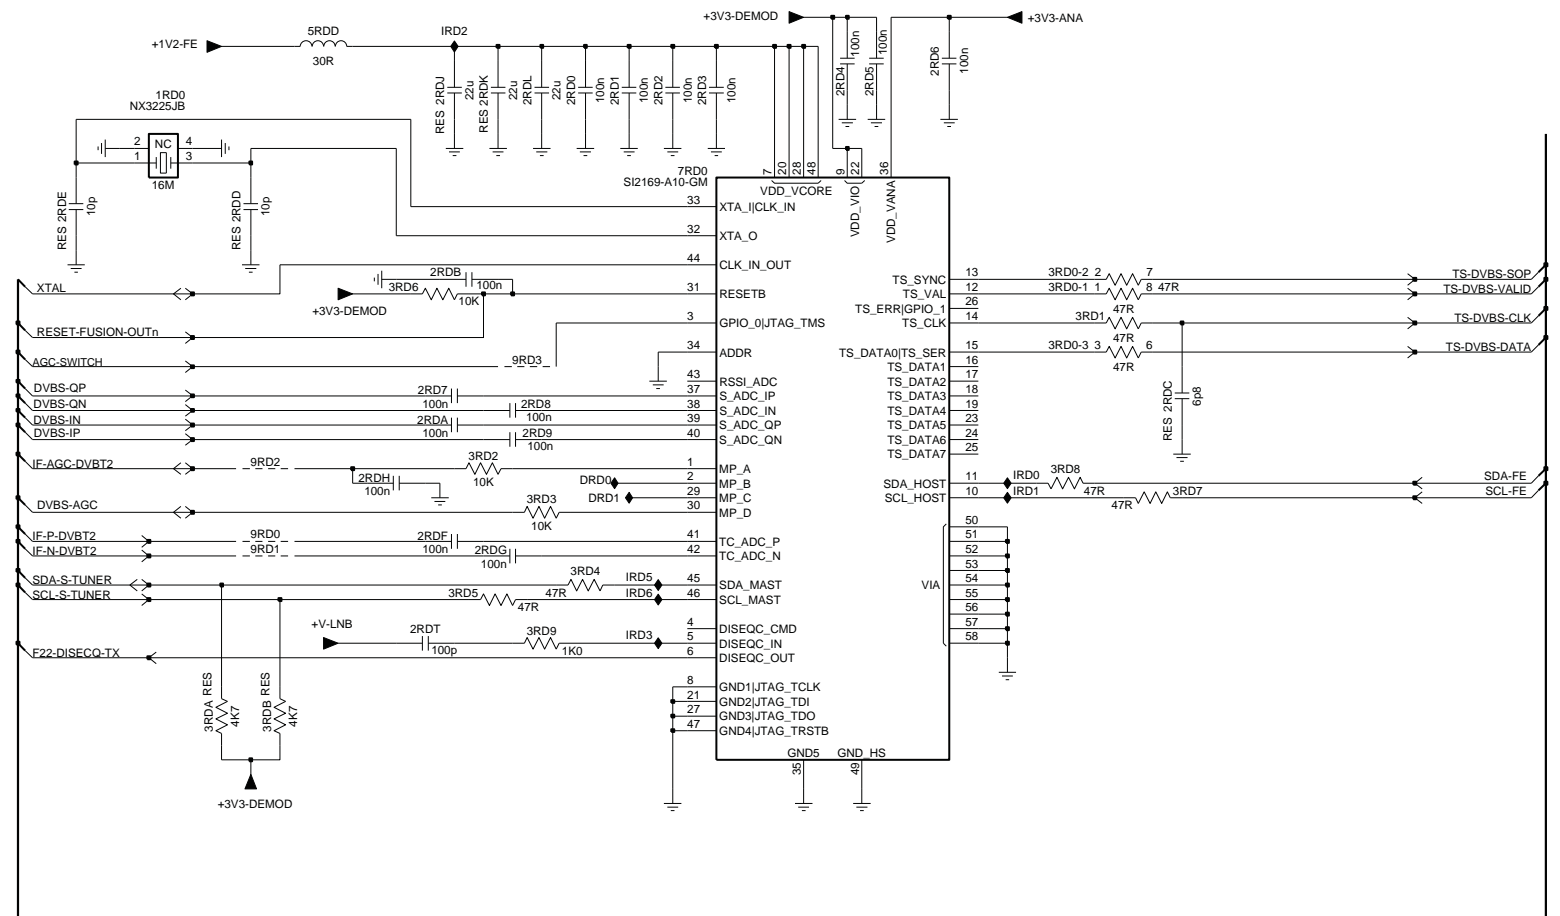 +3V3-DEMOD
+3V3-ANA
5RDD
IRD2
+1V2-FE
30R
RES 2RDJ
22u
RES 2RDK
22u
2RDL
22u
2RD0
100n
2RD1
100n
2RD2
100n
2RD3
100n
2RD4
100n
2RD5
100n
2RD6
100n
1RD0
NX3225JB
2 NC 4
1 3
16M
RES 2RDE
10p
RES 2RDD
10p
7RD0
SI2169-A10-GM
7
20
28
48
VDD_VCORE
9
22
VDD_VIO
36
VDD_VANA
33 XTA_I|CLK_IN
32 XTA_O
44 CLK_IN_OUT
XTAL
2RDB
100n
3RD6
10K
+3V3-DEMOD
31 RESETB
RESET-FUSION-OUTn
3 GPIO_0|JTAG_TMS
AGC-SWITCH 9RD3
34 ADDR
43 RSSI_ADC
DVBS-QP 2RD7 100n 37 S_ADC_IP
DVBS-QN 2RD8 100n 38 S_ADC_IN
DVBS-IN 2RDA 100n 39 S_ADC_QP
DVBS-IP 2RD9 100n 40 S_ADC_QN
IF-AGC-DVBT2 9RD2 3RD2 10K 1 MP_A
2RDH 100n
DRD0 2 MP_B
DRD1 29 MP_C
DVBS-AGC 3RD3 10K 30 MP_D
IF-P-DVBT2 9RD0 2RDF 100n 41 TC_ADC_P
IF-N-DVBT2 9RD1 2RDG 100n 42 TC_ADC_N
SDA-S-TUNER 3RD4 47R IRD5 45 SDA_MAST
SCL-S-TUNER 3RD5 47R IRD6 46 SCL_MAST
4 DISEQC_CMD
+V-LNB 2RDT 100p 3RD9 1K0 IRD3 5 DISEQC_IN
F22-DISECQ-TX 6 DISEQC_OUT
3RDA RES
4K7
3RDB RES
4K7
+3V3-DEMOD
8 GND1|JTAG_TCLK
21 GND2|JTAG_TDI
27 GND3|JTAG_TDO
47 GND4|JTAG_TRSTB
GND5 GND_HS
35
49
TS_SYNC 13 3RD0-2 2 7 TS-DVBS-SOP
TS_VAL 12 3RD0-1 1 8 47R TS-DVBS-VALID
TS_ERR|GPIO_1 26
47R
TS_CLK 14 3RD1 TS-DVBS-CLK
47R
TS_DATA0|TS_SER 15 3RD0-3 3 6 TS-DVBS-DATA
47R
TS_DATA1 16
TS_DATA2 17
TS_DATA3 18
TS_DATA4 19
TS_DATA5 23
TS_DATA6 24
TS_DATA7 25
RES 2RDC
6p8
SDA_HOST 11 IRD0 3RD8 47R SDA-FE
SCL_HOST 10 IRD1 3RD7 47R SCL-FE
VIA
50
51
52
53
54
55
56
57
58